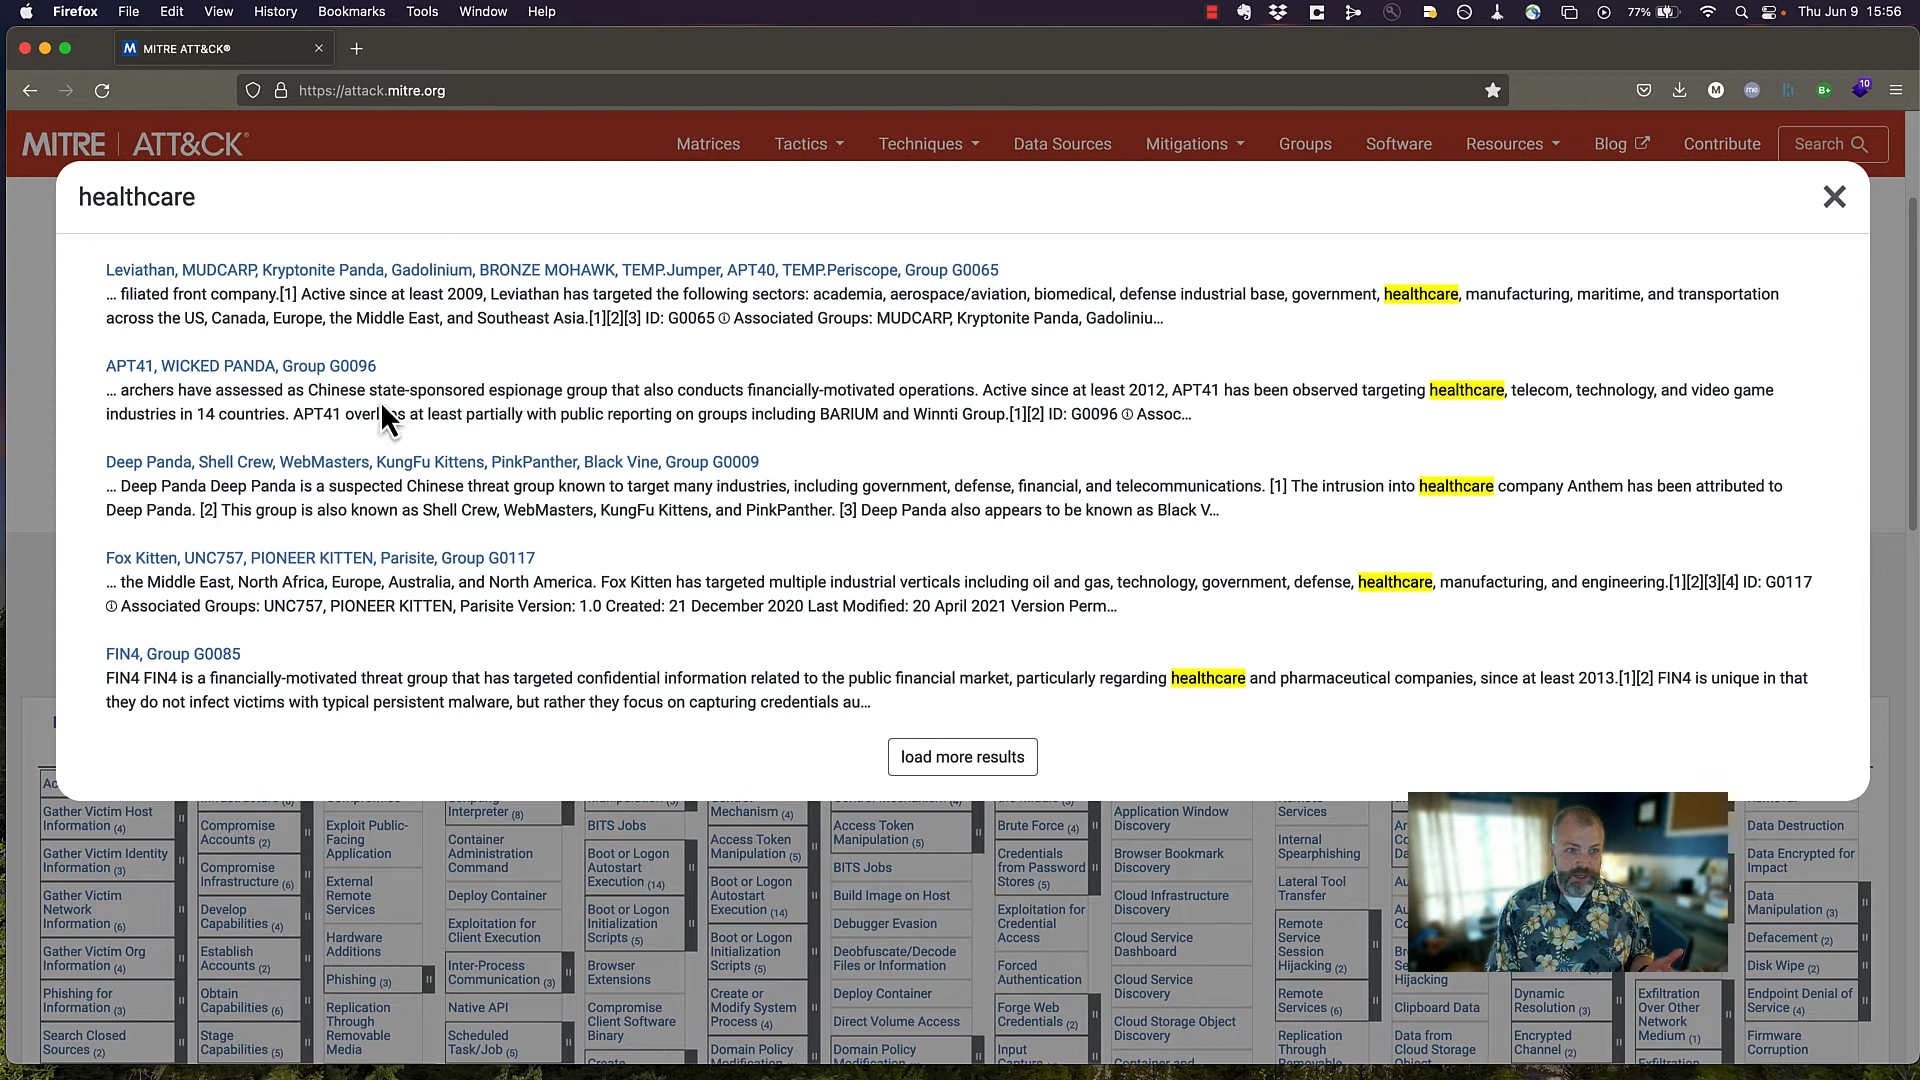 Firefox File Edit View History Bookmarks Tools Window Help 77% Thu Jun 9 15:56
MITRE ATT&CK®
https://attack.mitre.org
M me B+ 10
MITRE | ATT&CK®
Matrices Tactics Techniques Data Sources Mitigations Groups Software Resources Blog Contribute Search
healthcare
Leviathan, MUDCARP, Kryptonite Panda, Gadolinium, BRONZE MOHAWK, TEMP.Jumper, APT40, TEMP.Periscope, Group G0065
... filiated front company.[1] Active since at least 2009, Leviathan has targeted the following sectors: academia, aerospace/aviation, biomedical, defense industrial base, government, healthcare, manufacturing, maritime, and transportation
across the US, Canada, Europe, the Middle East, and Southeast Asia.[1][2][3] ID: G0065 ⓘ Associated Groups: MUDCARP, Kryptonite Panda, Gadoliniu...
APT41, WICKED PANDA, Group G0096
... archers have assessed as Chinese state-sponsored espionage group that also conducts financially-motivated operations. Active since at least 2012, APT41 has been observed targeting healthcare, telecom, technology, and video game
industries in 14 countries. APT41 overlaps at least partially with public reporting on groups including BARIUM and Winnti Group.[1][2] ID: G0096 ⓘ Assoc...
Deep Panda, Shell Crew, WebMasters, KungFu Kittens, PinkPanther, Black Vine, Group G0009
... Deep Panda Deep Panda is a suspected Chinese threat group known to target many industries, including government, defense, financial, and telecommunications. [1] The intrusion into healthcare company Anthem has been attributed to
Deep Panda. [2] This group is also known as Shell Crew, WebMasters, KungFu Kittens, and PinkPanther. [3] Deep Panda also appears to be known as Black V...
Fox Kitten, UNC757, PIONEER KITTEN, Parisite, Group G0117
... the Middle East, North Africa, Europe, Australia, and North America. Fox Kitten has targeted multiple industrial verticals including oil and gas, technology, government, defense, healthcare, manufacturing, and engineering.[1][2][3][4] ID: G0117
ⓘ Associated Groups: UNC757, PIONEER KITTEN, Parisite Version: 1.0 Created: 21 December 2020 Last Modified: 20 April 2021 Version Perm...
FIN4, Group G0085
FIN4 FIN4 is a financially-motivated threat group that has targeted confidential information related to the public financial market, particularly regarding healthcare and pharmaceutical companies, since at least 2013.[1][2] FIN4 is unique in that
they do not infect victims with typical persistent malware, but rather they focus on capturing credentials au...
load more results
Gather Victim Host
Information (4)
Gather Victim Identity
Information (3)
Gather Victim
Network
Information (6)
Gather Victim Org
Information (4)
Phishing for
Information (3)
Search Closed
Sources (2)
Compromise
Accounts (2)
Compromise
Infrastructure (6)
Develop
Capabilities (4)
Establish
Accounts (2)
Obtain
Capabilities (6)
Stage
Capabilities (5)
Exploit Public-
Facing
Application
External
Remote
Services
Hardware
Additions
Phishing (3)
Replication
Through
Removable
Media
Interpreter (8)
Container
Administration
Command
Deploy Container
Exploitation for
Client Execution
Inter-Process
Communication (3)
Native API
Scheduled
Task/Job (5)
BITS Jobs
Boot or Logon
Autostart
Execution (14)
Boot or Logon
Initialization
Scripts (5)
Browser
Extensions
Compromise
Client Software
Binary
Create
Mechanism (4)
Access Token
Manipulation (5)
Boot or Logon
Autostart
Execution (14)
Boot or Logon
Initialization
Scripts (5)
Create or
Modify System
Process (4)
Domain Policy
Access Token
Manipulation (5)
BITS Jobs
Build Image on Host
Debugger Evasion
Deobfuscate/Decode
Files or Information
Deploy Container
Direct Volume Access
Domain Policy
Brute Force (4)
Credentials
from Password
Stores (5)
Exploitation for
Credential
Access
Forced
Authentication
Forge Web
Credentials (2)
Input
Application Window
Discovery
Browser Bookmark
Discovery
Cloud Infrastructure
Discovery
Cloud Service
Dashboard
Cloud Service
Discovery
Cloud Storage Object
Discovery
Services
Internal
Spearphishing
Lateral Tool
Transfer
Remote
Service
Session
Hijacking (2)
Remote
Services (6)
Replication
Through
Hijacking
Clipboard Data
Data from
Cloud Storage
Dynamic
Resolution (3)
Encrypted
Channel (2)
Exfiltration
Over Other
Network
Medium (1)
Data Destruction
Data Encrypted for
Impact
Data
Manipulation (3)
Defacement (2)
Disk Wipe (2)
Endpoint Denial of
Service (4)
Firmware
Corruption